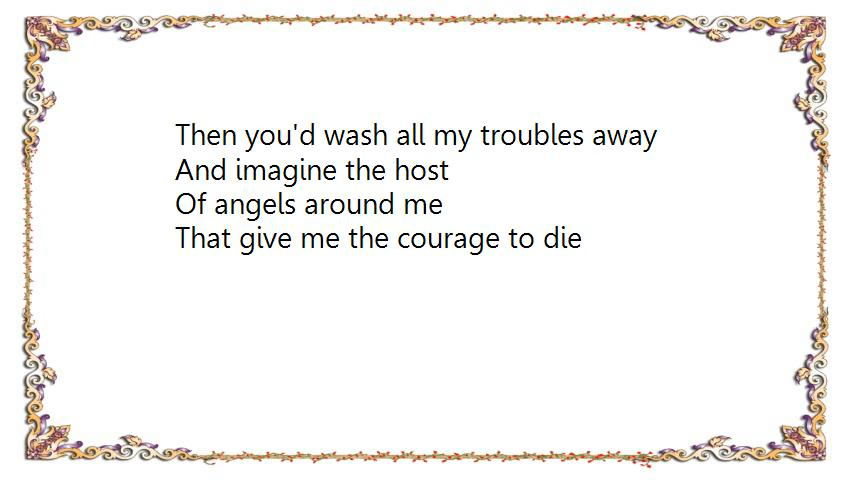 Then you'd wash all my troubles away
And imagine the host
Of angels around me
That give me the courage to die